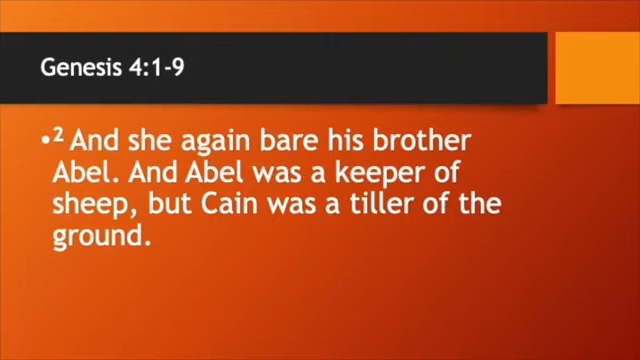 Genesis 4:1-9
•² And she again bare his brother
Abel. And Abel was a keeper of
sheep, but Cain was a tiller of the
ground.